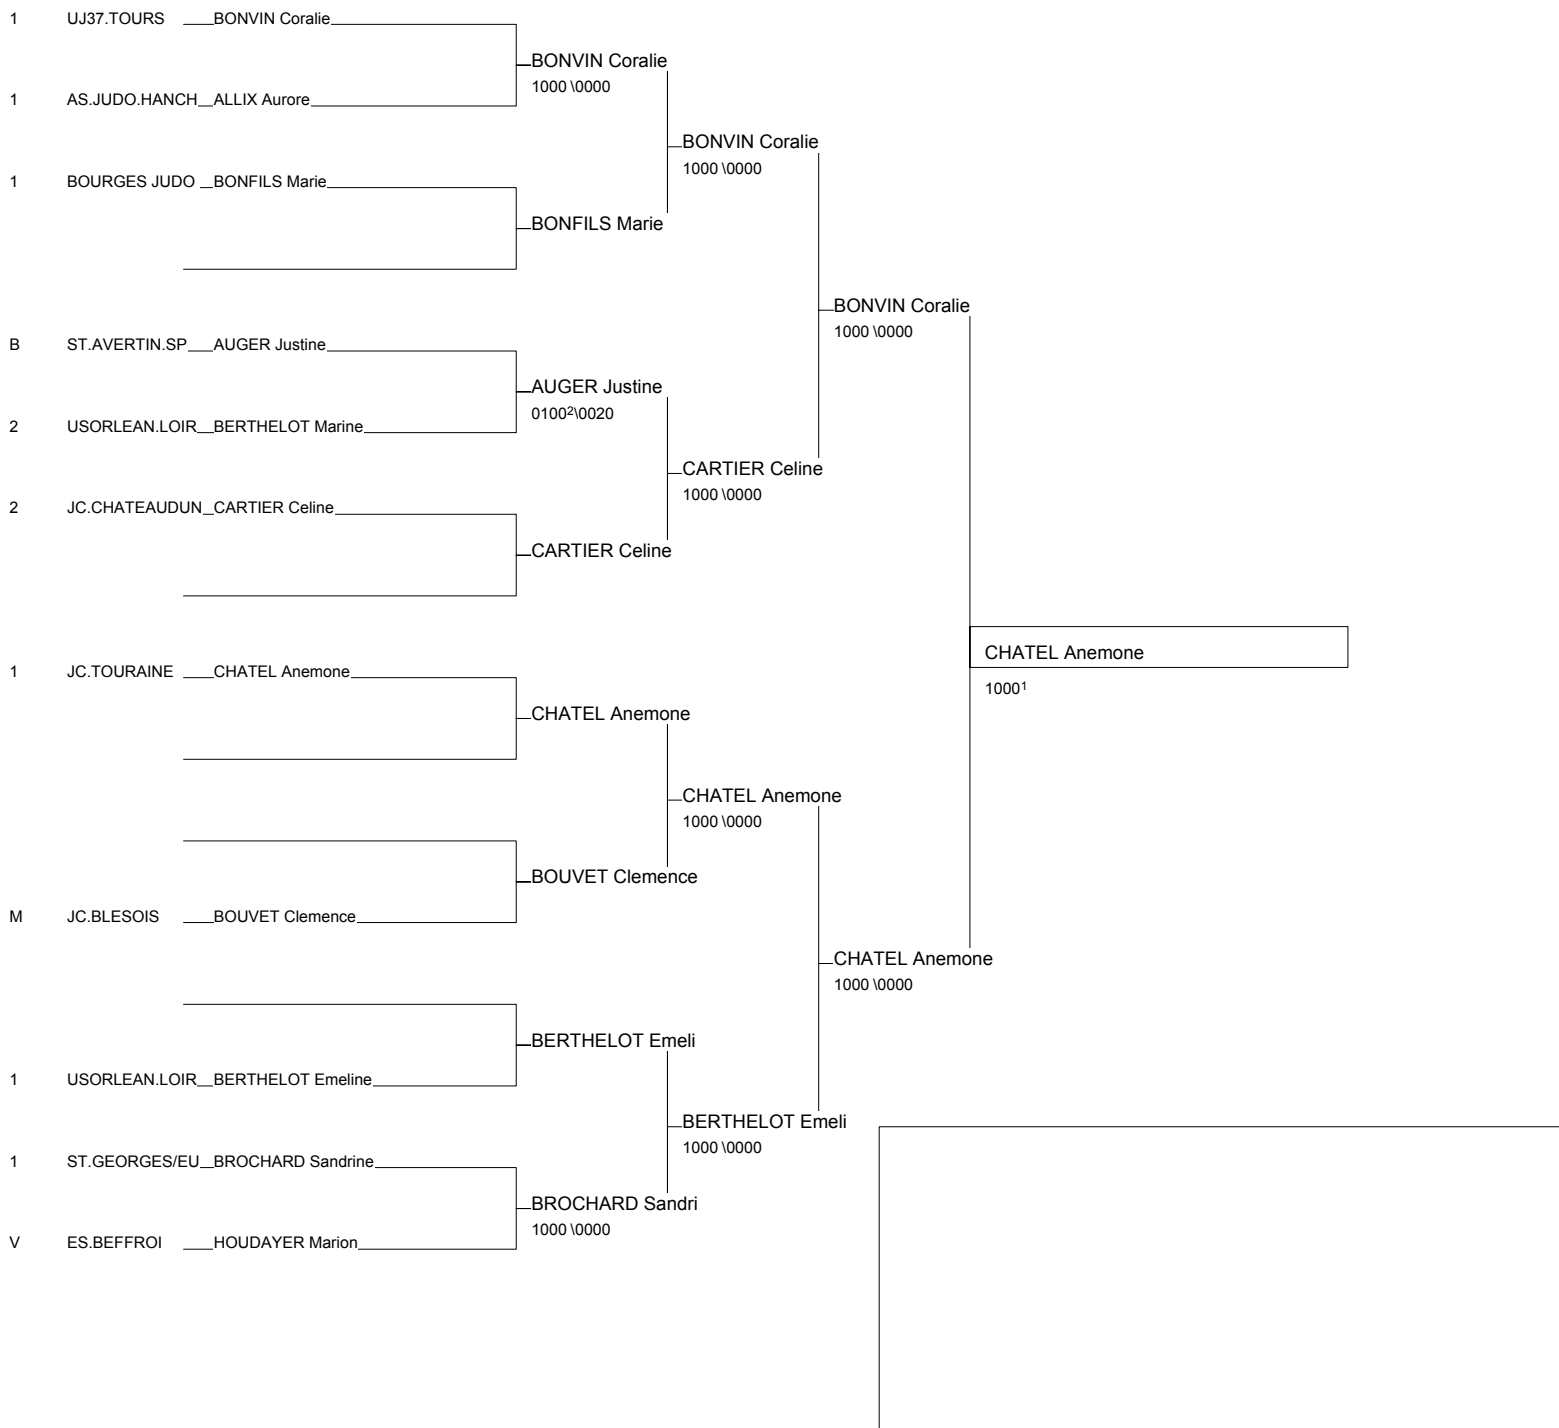 1 UJ37.TOURS BONVIN Coralie
BONVIN Coralie
1000 \0000
1 AS.JUDO.HANCH ALLIX Aurore
BONVIN Coralie
1000 \0000
1 BOURGES JUDO BONFILS Marie
BONFILS Marie
BONVIN Coralie
1000 \0000
B ST.AVERTIN.SP AUGER Justine
AUGER Justine
0100²\0020
2 USORLEAN.LOIR BERTHELOT Marine
CARTIER Celine
1000 \0000
2 JC.CHATEAUDUN CARTIER Celine
CARTIER Celine
CHATEL Anemone
1000¹
1 JC.TOURAINE CHATEL Anemone
CHATEL Anemone
CHATEL Anemone
1000 \0000
BOUVET Clemence
M JC.BLESOIS BOUVET Clemence
CHATEL Anemone
1000 \0000
BERTHELOT Emeli
1 USORLEAN.LOIR BERTHELOT Emeline
BERTHELOT Emeli
1000 \0000
1 ST.GEORGES/EU BROCHARD Sandrine
BROCHARD Sandri
1000 \0000
V ES.BEFFROI HOUDAYER Marion